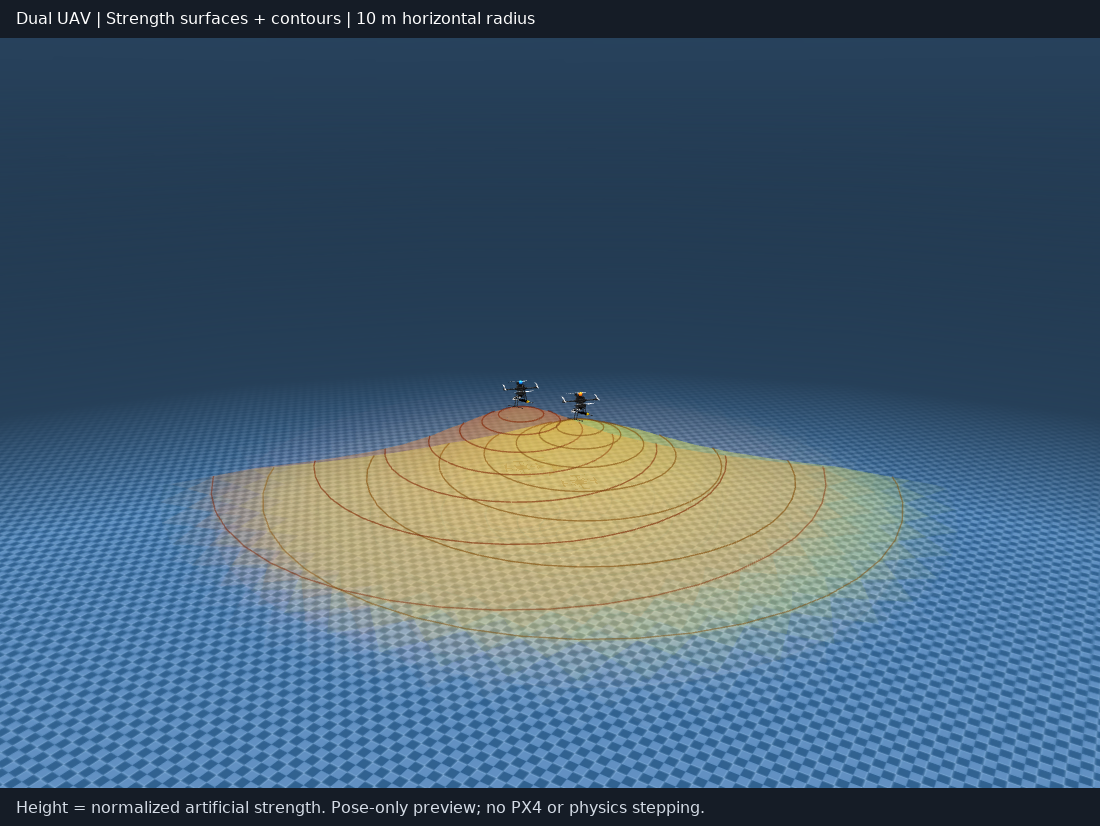 Dual UAV | Strength surfaces + contours | 10 m horizontal radius
Height = normalized artificial strength. Pose-only preview; no PX4 or physics stepping.